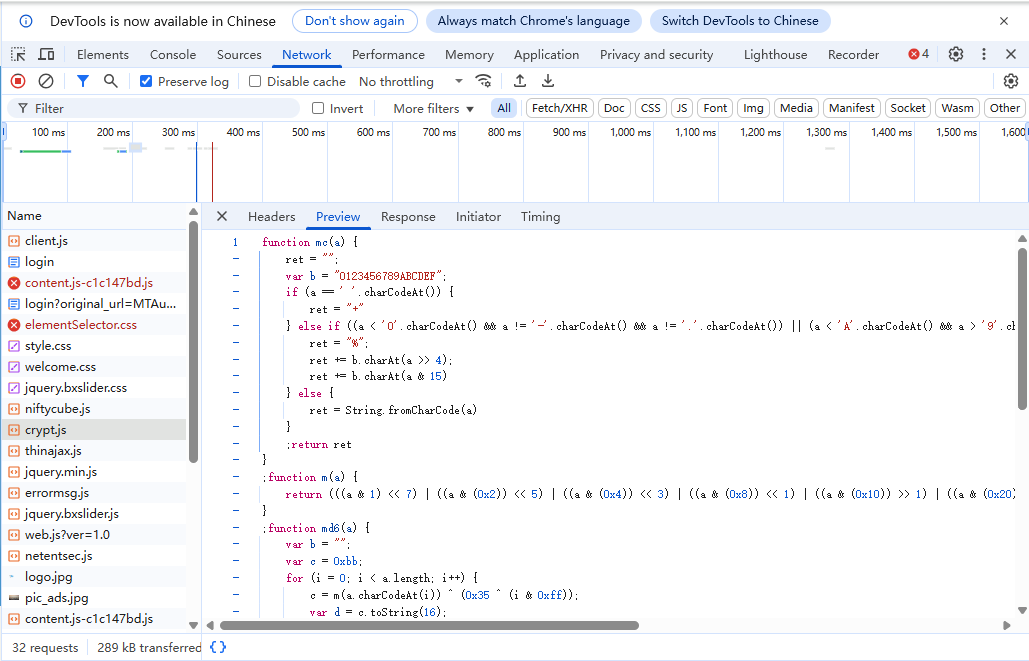 DevTools is now available in Chinese Don't show again Always match Chrome's language Switch DevTools to Chinese
Elements Console Sources Network Performance Memory Application Privacy and security Lighthouse Recorder 4
Preserve log Disable cache No throttling
Filter Invert More filters All Fetch/XHR Doc CSS JS Font Img Media Manifest Socket Wasm Other
100 ms 200 ms 300 ms 400 ms 500 ms 600 ms 700 ms 800 ms 900 ms 1,000 ms 1,100 ms 1,200 ms 1,300 ms 1,400 ms 1,500 ms 1,600
Name
client.js
login
content.js-c1c147bd.js
login?original_url=MTAu...
elementSelector.css
style.css
welcome.css
jquery.bxslider.css
niftycube.js
crypt.js
thinajax.js
jquery.min.js
errormsg.js
jquery.bxslider.js
web.js?ver=1.0
netentsec.js
logo.jpg
pic_ads.jpg
content.js-c1c147bd.js
32 requests 289 kB transferred
Headers Preview Response Initiator Timing
1 function mc(a) {
- ret = "";
- var b = "0123456789ABCDEF";
- if (a == ' '.charCodeAt()) {
- ret = "+"
- } else if ((a < '0'.charCodeAt() && a != '-'.charCodeAt() && a != '.'.charCodeAt()) || (a < 'A'.charCodeAt() && a > '9'.ch
- ret = "%";
- ret += b.charAt(a >> 4);
- ret += b.charAt(a & 15)
- } else {
- ret = String.fromCharCode(a)
- }
- ;return ret
- }
- ;function m(a) {
- return (((a & 1) << 7) | ((a & (0x2)) << 5) | ((a & (0x4)) << 3) | ((a & (0x8)) << 1) | ((a & (0x10)) >> 1) | ((a & (0x20)
- }
- ;function md6(a) {
- var b = "";
- var c = 0xbb;
- for (i = 0; i < a.length; i++) {
- c = m(a.charCodeAt(i)) ^ (0x35 ^ (i & 0xff));
- var d = c.toString(16);
{}